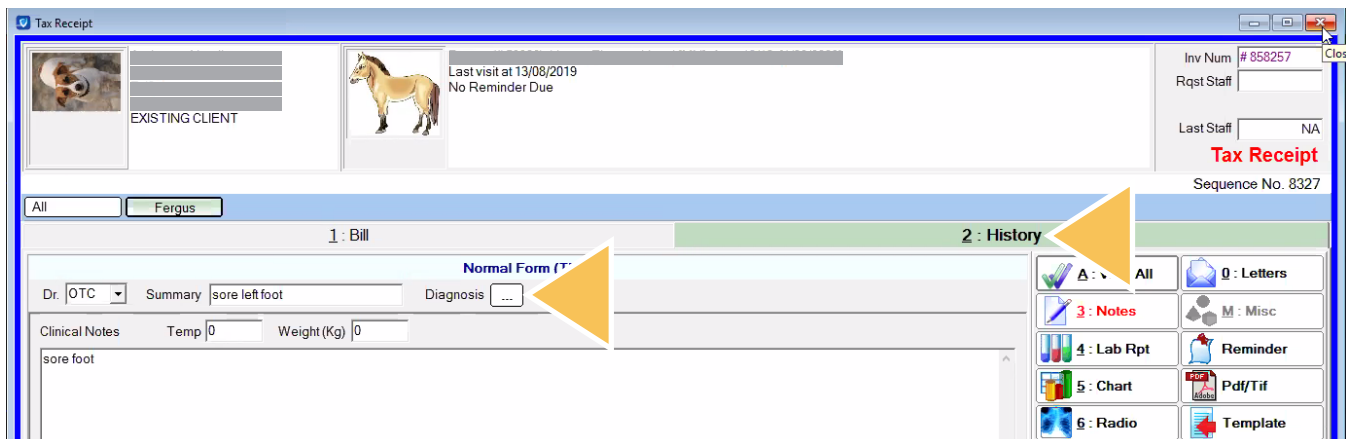 Tax Receipt
Clos
Last visit at 13/08/2019
No Reminder Due
EXISTING CLIENT
Inv Num # 858257
Rqst Staff
Last Staff NA
Tax Receipt
Sequence No. 8327
All Fergus
1 : Bill 2 : History
Normal Form
Dr. OTC Summary sore left foot Diagnosis ...
Clinical Notes Temp 0 Weight (Kg) 0
sore foot
A : All 0 : Letters
3 : Notes M : Misc
4 : Lab Rpt Reminder
5 : Chart PDF Adobe Pdf/Tif
6 : Radio Template